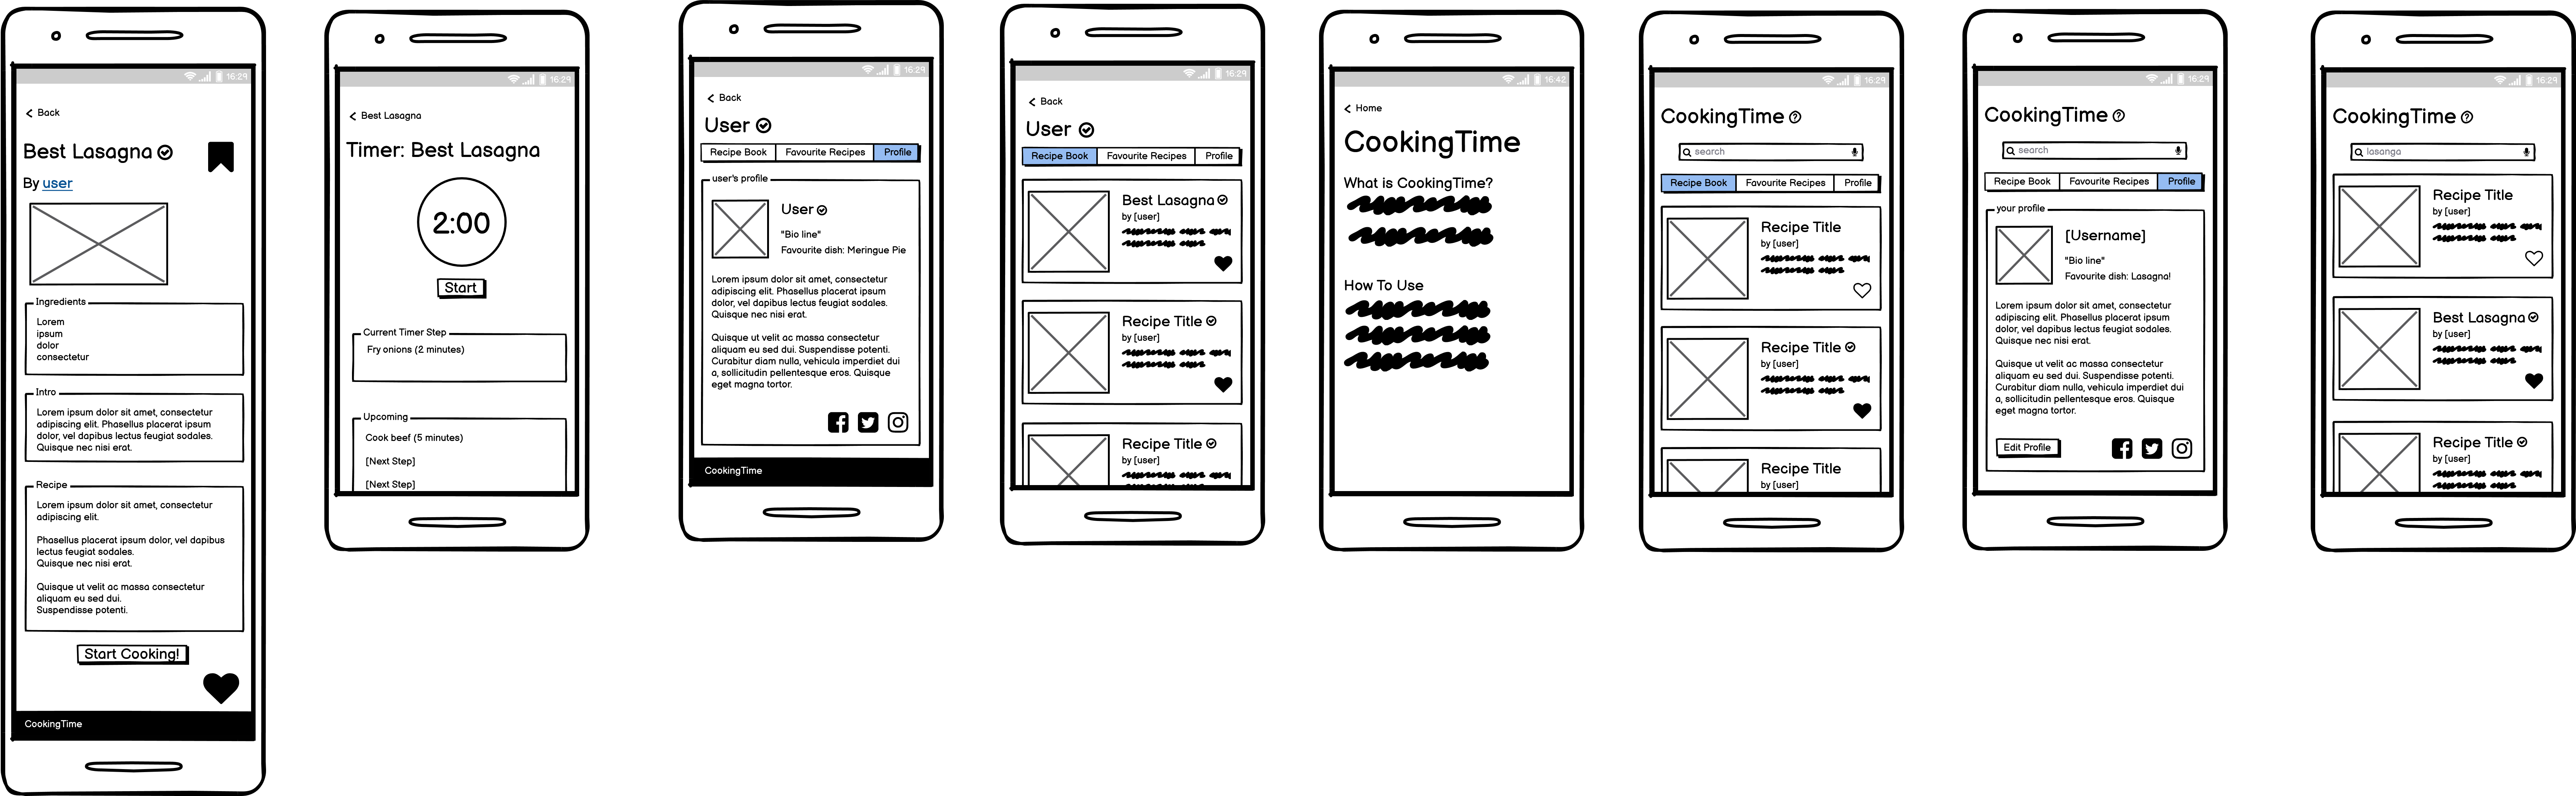 16:29
Back
Best Lasagna
By user
Ingredients
Lorem
ipsum
dolor
consectetur
Intro
Lorem ipsum dolor sit amet, consectetur
adipiscing elit. Phasellus placerat ipsum
dolor, vel dapibus lectus feugiat sodales.
Quisque nec nisi erat.
Recipe
Lorem ipsum dolor sit amet, consectetur
adipiscing elit.
Phasellus placerat ipsum dolor, vel dapibus
lectus feugiat sodales.
Quisque nec nisi erat.
Quisque ut velit ac massa consectetur
aliquam eu sed dui.
Suspendisse potenti.
Start Cooking!
CookingTime
16:29
Best Lasagna
Timer: Best Lasagna
2:00
Start
Current Timer Step
Fry onions (2 minutes)
Upcoming
Cook beef (5 minutes)
[Next Step]
[Next Step]
16:29
Back
User
Recipe Book Favourite Recipes Profile
user's profile
User
"Bio line"
Favourite dish: Meringue Pie
Lorem ipsum dolor sit amet, consectetur
adipiscing elit. Phasellus placerat ipsum
dolor, vel dapibus lectus feugiat sodales.
Quisque nec nisi erat.
Quisque ut velit ac massa consectetur
aliquam eu sed dui. Suspendisse potenti.
Curabitur diam nulla, vehicula imperdiet dui
a, sollicitudin pellentesque eros. Quisque
eget magna tortor.
CookingTime
16:29
Back
User
Recipe Book Favourite Recipes Profile
Best Lasagna
by [user]
Recipe Title
by [user]
Recipe Title
by [user]
16:42
Home
CookingTime
What is CookingTime?
How To Use
16:29
CookingTime
search
Recipe Book Favourite Recipes Profile
Recipe Title
by [user]
Recipe Title
by [user]
Recipe Title
by [user]
16:29
CookingTime
search
Recipe Book Favourite Recipes Profile
your profile
[Username]
"Bio line"
Favourite dish: Lasagna!
Lorem ipsum dolor sit amet, consectetur
adipiscing elit. Phasellus placerat ipsum
dolor, vel dapibus lectus feugiat sodales.
Quisque nec nisi erat.
Quisque ut velit ac massa consectetur
aliquam eu sed dui. Suspendisse potenti.
Curabitur diam nulla, vehicula imperdiet dui
a, sollicitudin pellentesque eros. Quisque
eget magna tortor.
Edit Profile
16:29
CookingTime
lasanga
Recipe Title
by [user]
Best Lasagna
by [user]
Recipe Title
by [user]